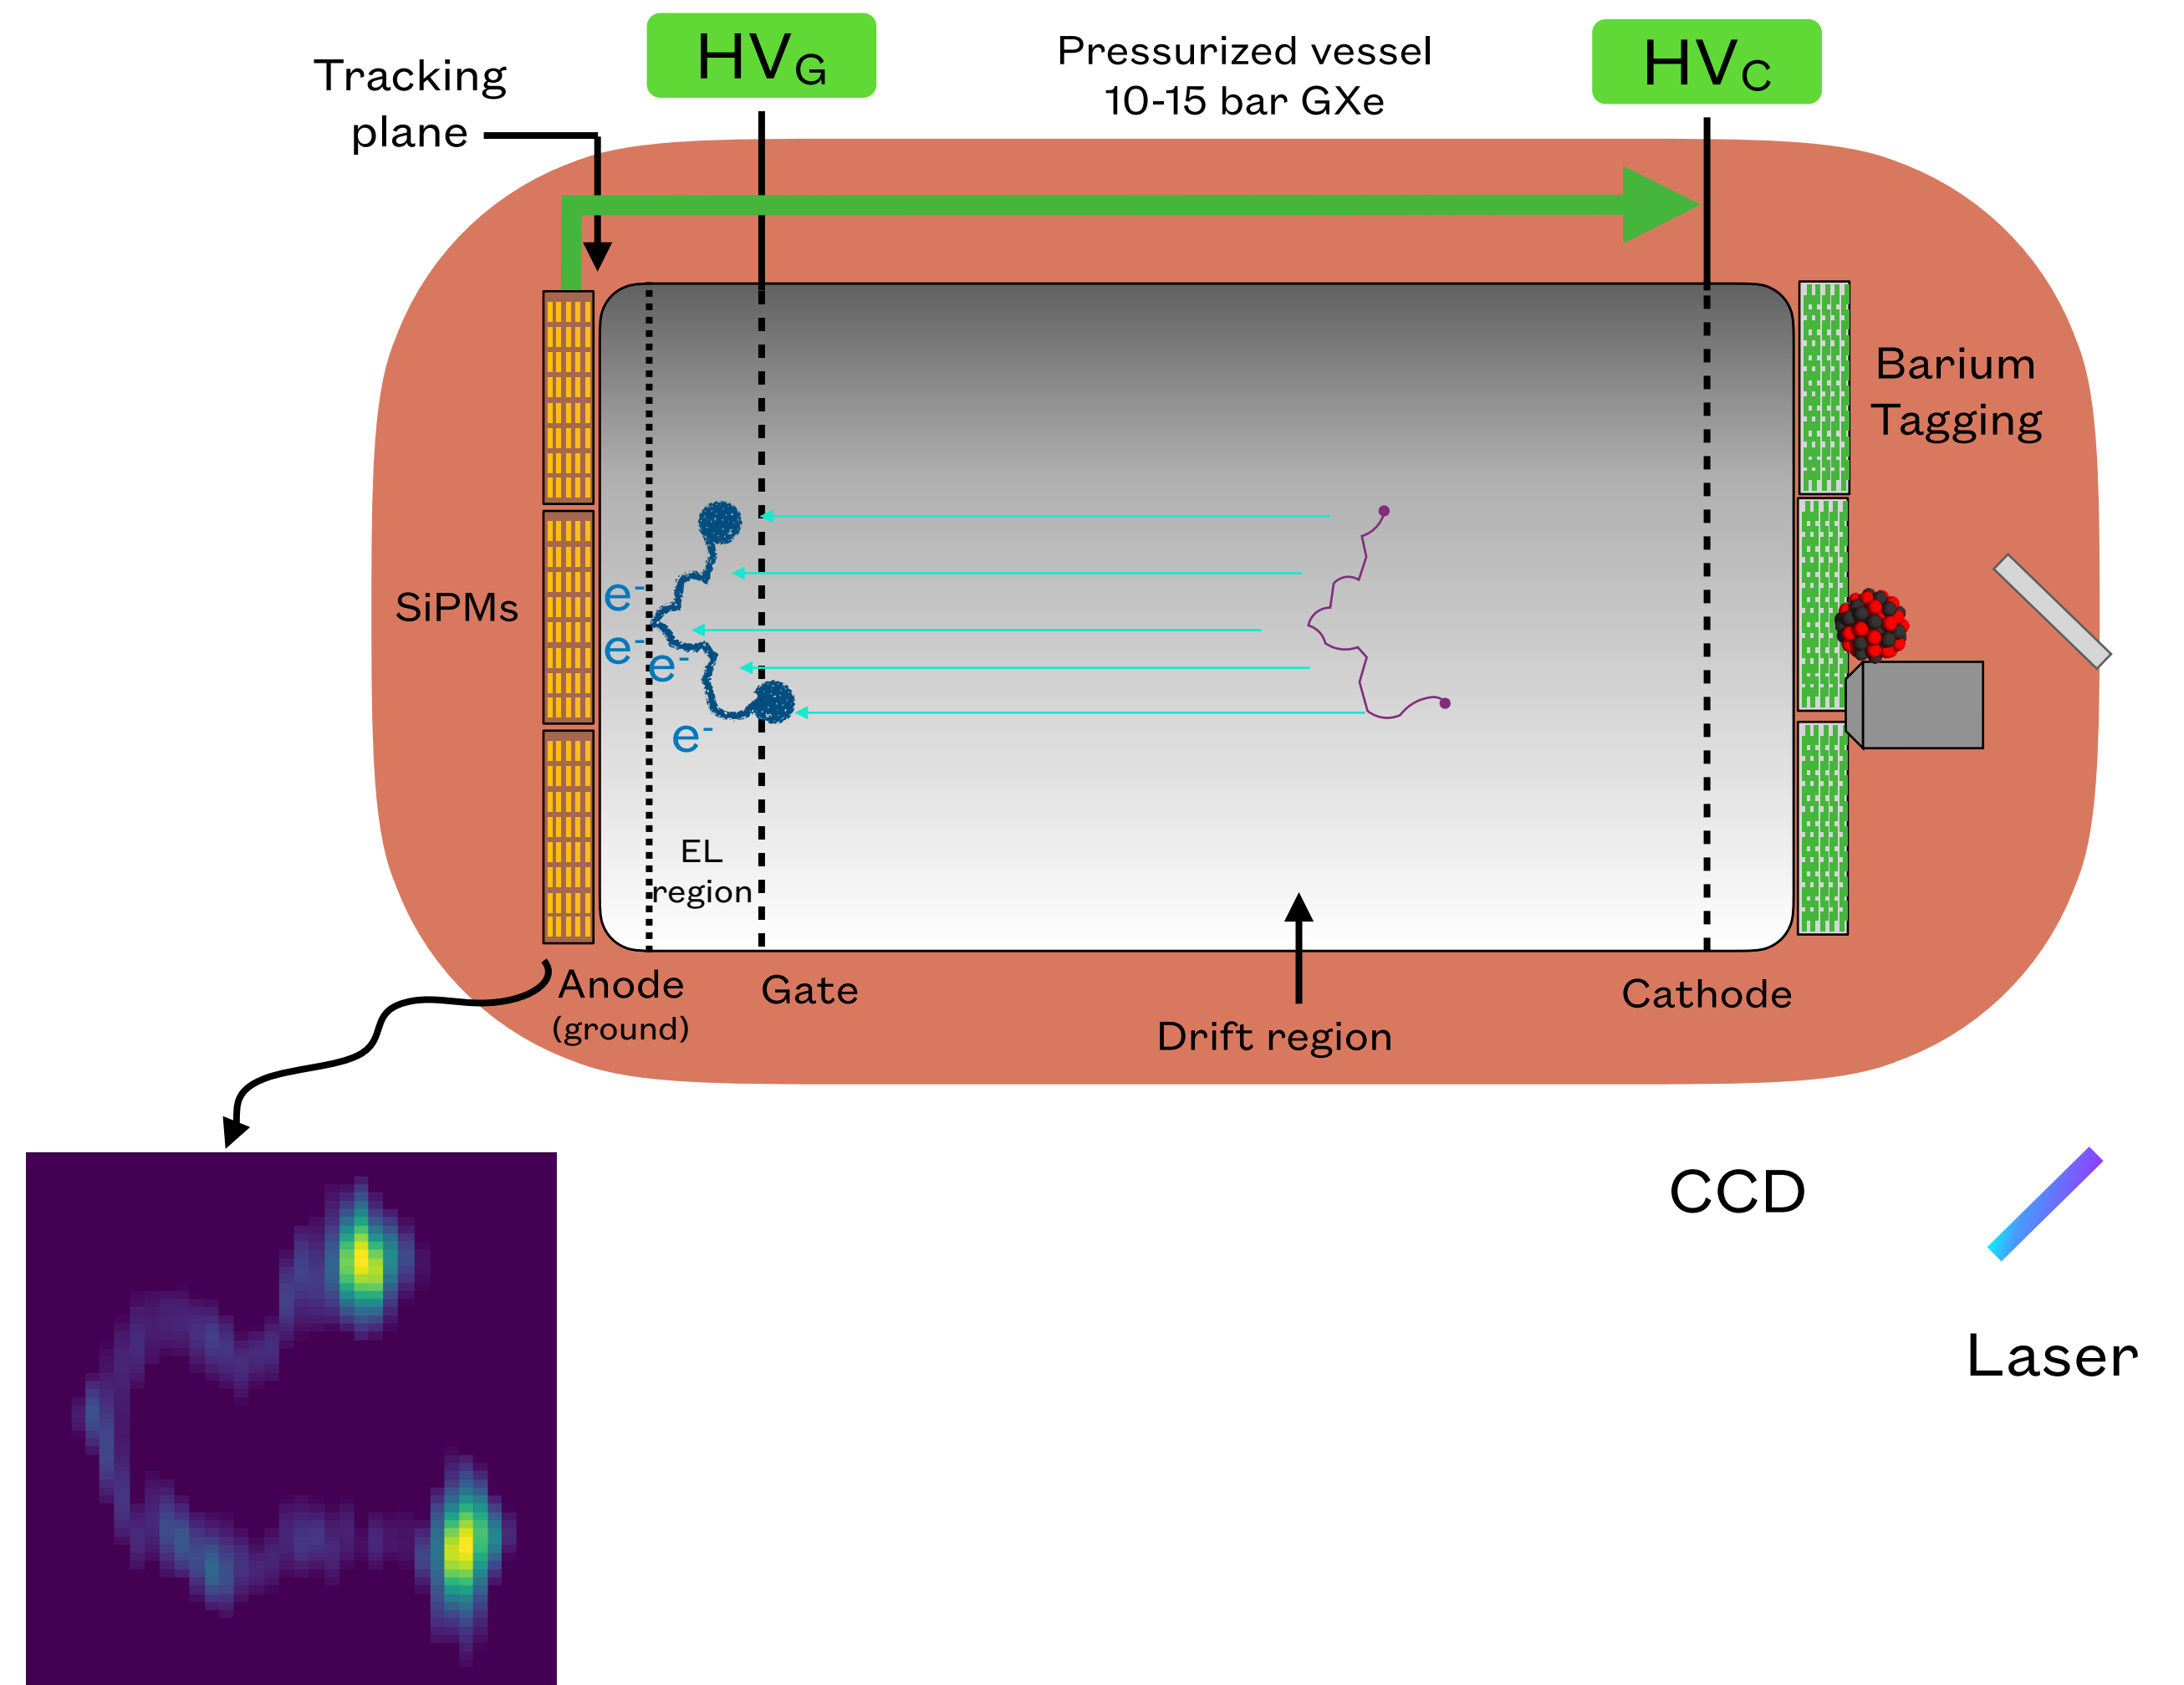 Tracking
plane
HVG
Pressurized vessel
10-15 bar GXe
HVC
Barium
Tagging
SiPMs
e-
e-
e-
e-
EL
region
Anode
(ground)
Gate
Drift region
Cathode
CCD
Laser